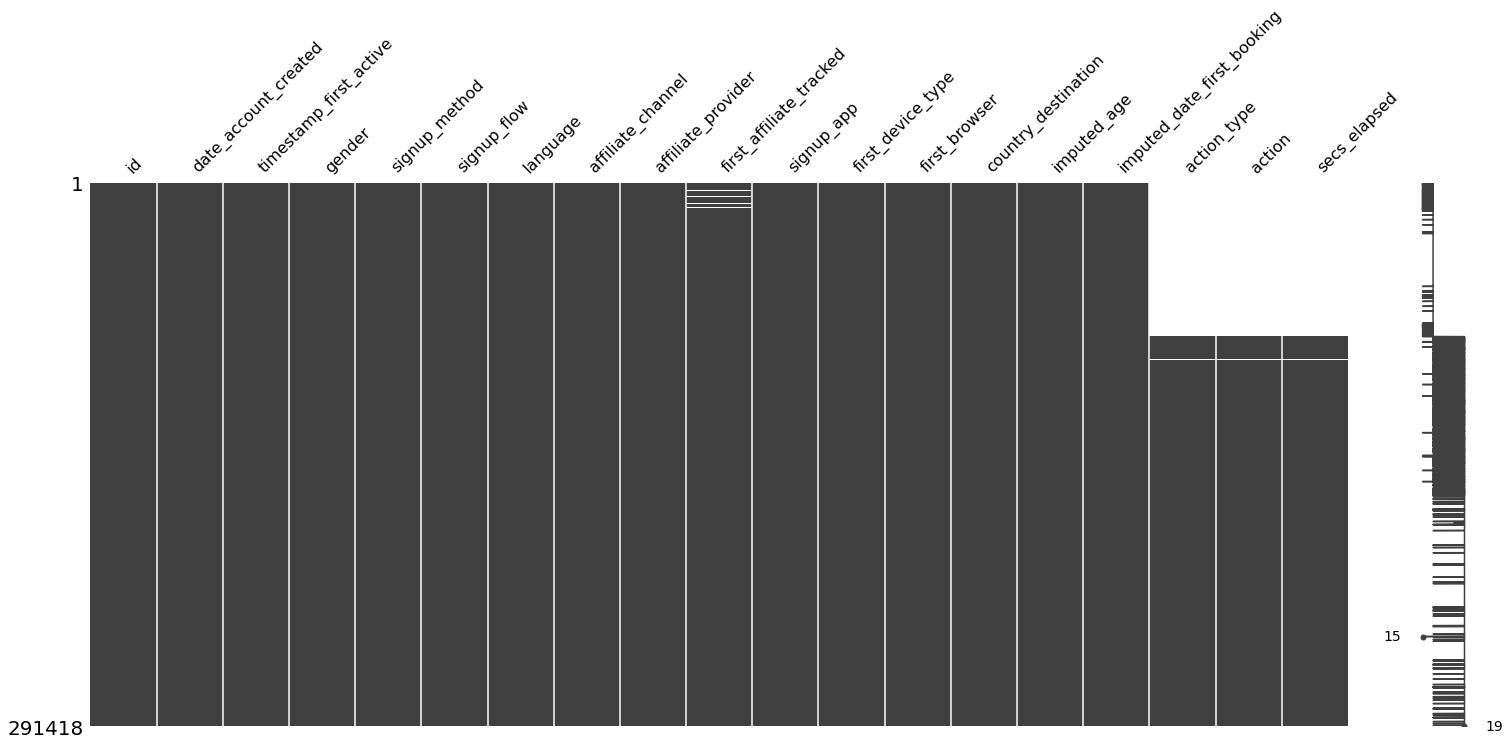 id
date_account_created
timestamp_first_active
gender
signup_method
signup_flow
language
affiliate_channel
affiliate_provider
first_affiliate_tracked
signup_app
first_device_type
first_browser
country_destination
imputed_age
imputed_date_first_booking
action_type
action
secs_elapsed
1
15
291418
19